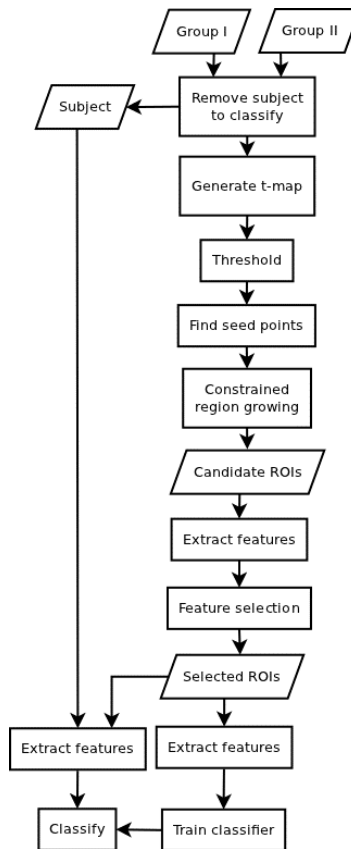 Group I
Group II
Subject
Remove subject
to classify
Generate t-map
Threshold
Find seed points
Constrained
region growing
Candidate ROIs
Extract features
Feature selection
Selected ROIs
Extract features
Extract features
Classify
Train classifier